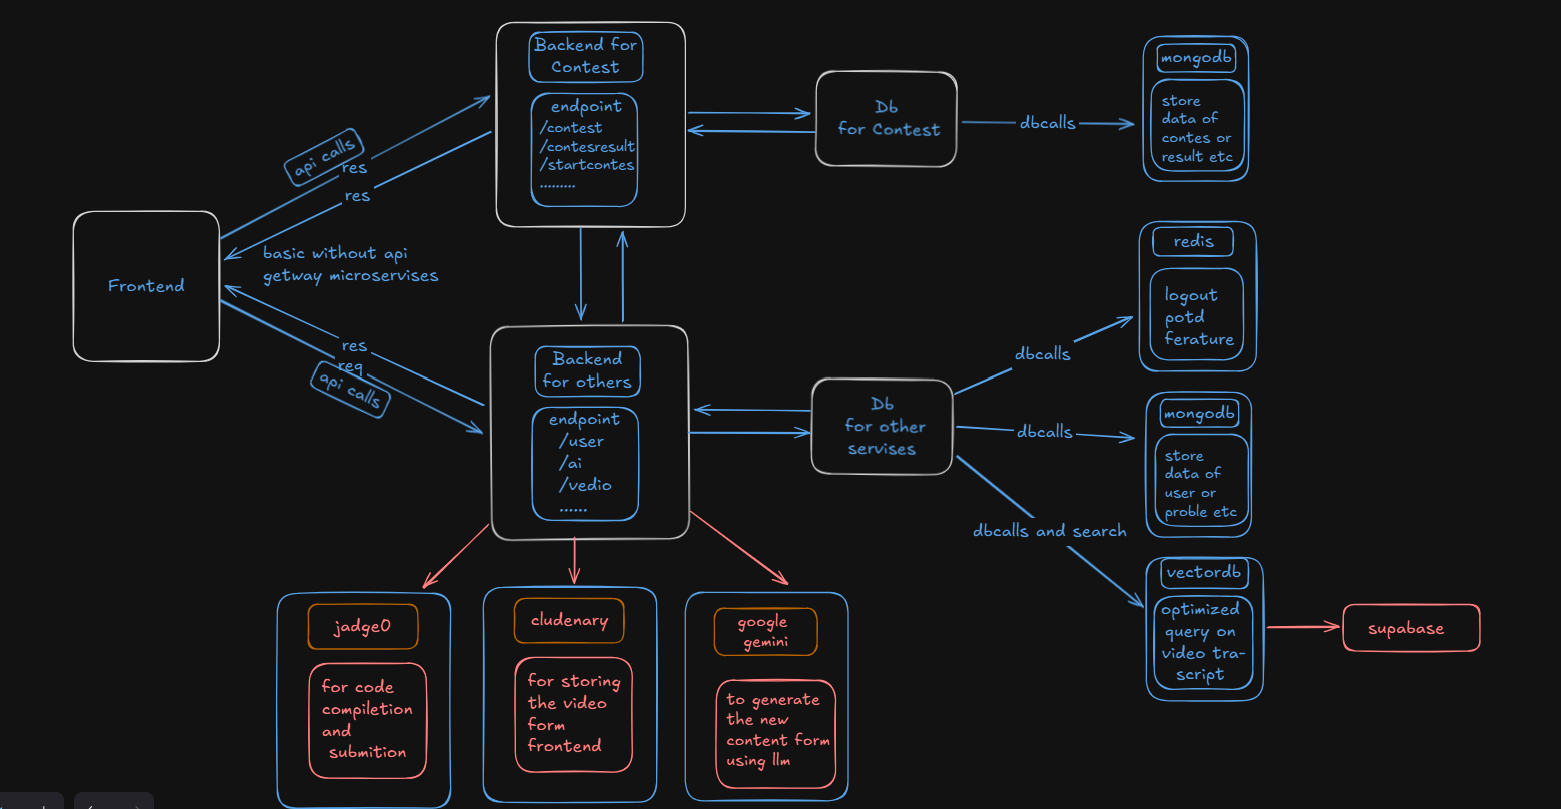 Backend for
Contest
endpoint
/contest
/contesresult
/startcontes
.........
Db
for Contest
dbcalls
mongodb
store
data of
contes or
result etc
api calls
res
res
basic without api
getway microservises
Frontend
res
req
api calls
Backend
for others
endpoint
/user
/ai
/vedio
......
Db
for other
servises
dbcalls
redis
logout
potd
ferature
dbcalls
mongodb
store
data of
user or
proble etc
dbcalls and search
vectordb
optimized
query on
video tra-
script
supabase
jadge0
for code
compiletion
and
submition
cludenary
for storing
the video
form
frontend
google
gemini
to generate
the new
content form
using llm